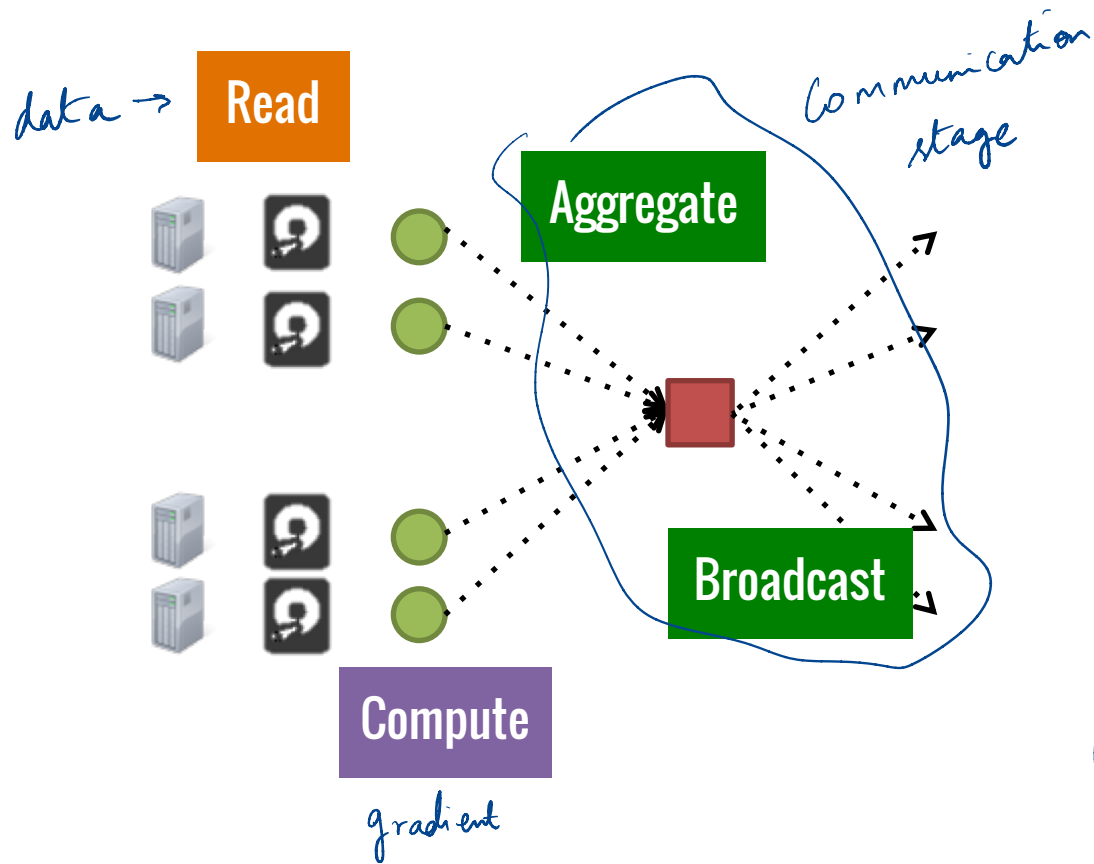 data → Read
Communication
stage
Aggregate
Broadcast
Compute
gradient